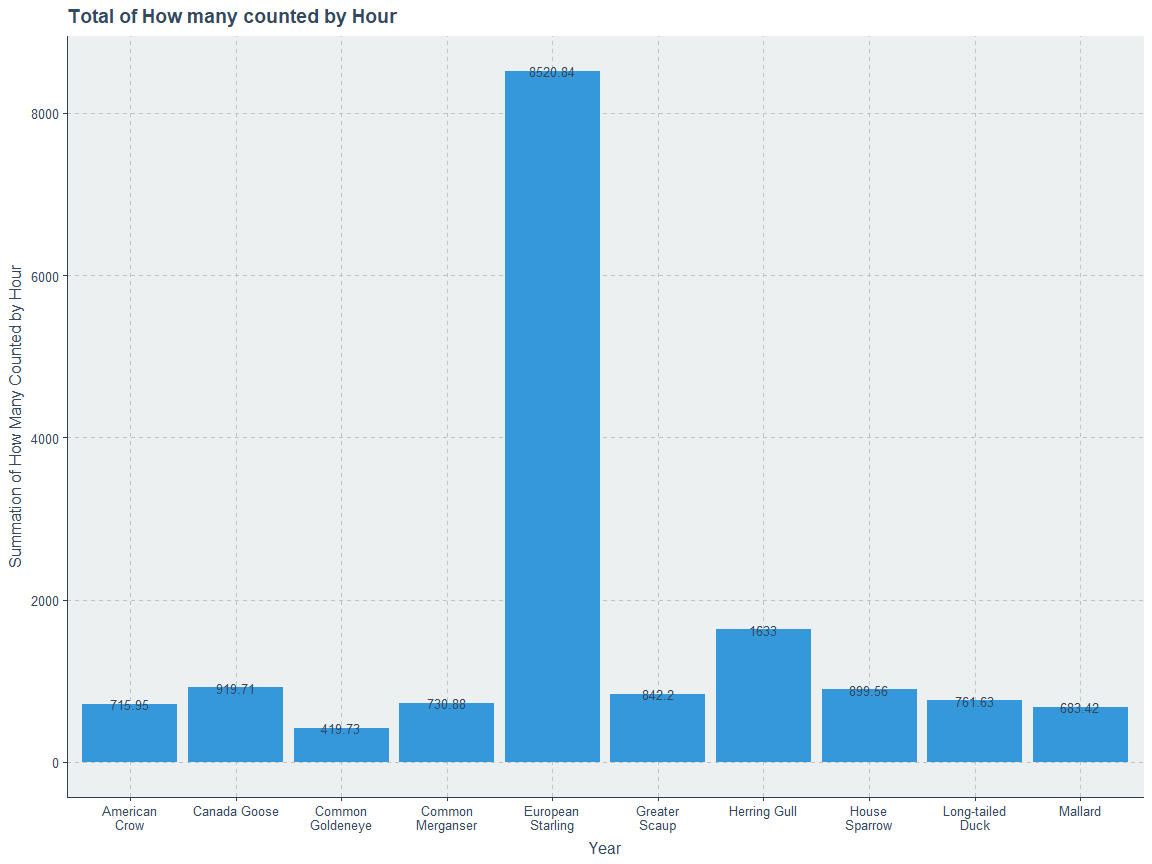 Total of How many counted by Hour
Summation of How Many Counted by Hour
8000
6000
4000
2000
0
715.95
919.71
419.73
730.88
8520.84
842.2
1633
899.56
761.63
683.42
American
Crow
Canada Goose
Common
Goldeneye
Common
Merganser
European
Starling
Greater
Scaup
Herring Gull
House
Sparrow
Long-tailed
Duck
Mallard
Year